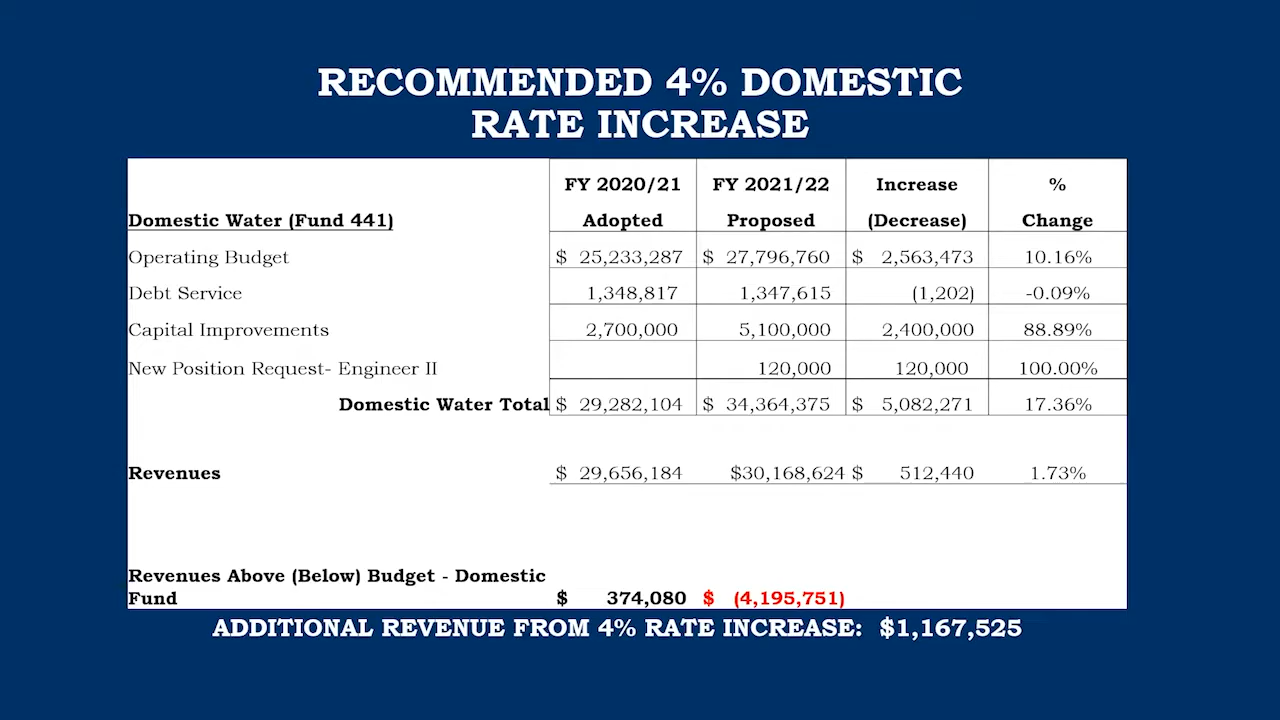 RECOMMENDED 4% DOMESTIC
RATE INCREASE
FY 2020/21 FY 2021/22 Increase %
Domestic Water (Fund 441) Adopted Proposed (Decrease) Change
Operating Budget $ 25,233,287 $ 27,796,760 $ 2,563,473 10.16%
Debt Service 1,348,817 1,347,615 (1,202) -0.09%
Capital Improvements 2,700,000 5,100,000 2,400,000 88.89%
New Position Request- Engineer II 120,000 120,000 100.00%
Domestic Water Total $ 29,282,104 $ 34,364,375 $ 5,082,271 17.36%
Revenues $ 29,656,184 $30,168,624 $ 512,440 1.73%
Revenues Above (Below) Budget - Domestic
Fund $ 374,080 $ (4,195,751)
ADDITIONAL REVENUE FROM 4% RATE INCREASE: $1,167,525